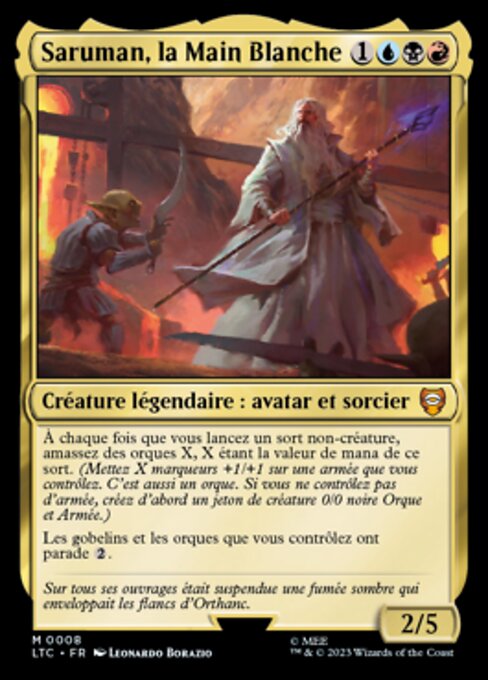 Saruman, la Main Blanche 1
Créature légendaire : avatar et sorcier
À chaque fois que vous lancez un sort non-créature,
amassez des orques X, X étant la valeur de mana de ce
sort. (Mettez X marqueurs +1/+1 sur une armée que vous
contrôlez. C'est aussi un orque. Si vous ne contrôlez pas
d'armée, créez d'abord un jeton de créature 0/0 noire Orque
et Armée.)
Les gobelins et les orques que vous contrôlez ont
parade 2.
Sur tous ses ouvrages était suspendue une fumée sombre qui
enveloppait les flancs d'Orthanc.
2/5
M 0008
LTC • FR Leonardo Borazio
© MEE
™ & © 2023 Wizards of the Coast